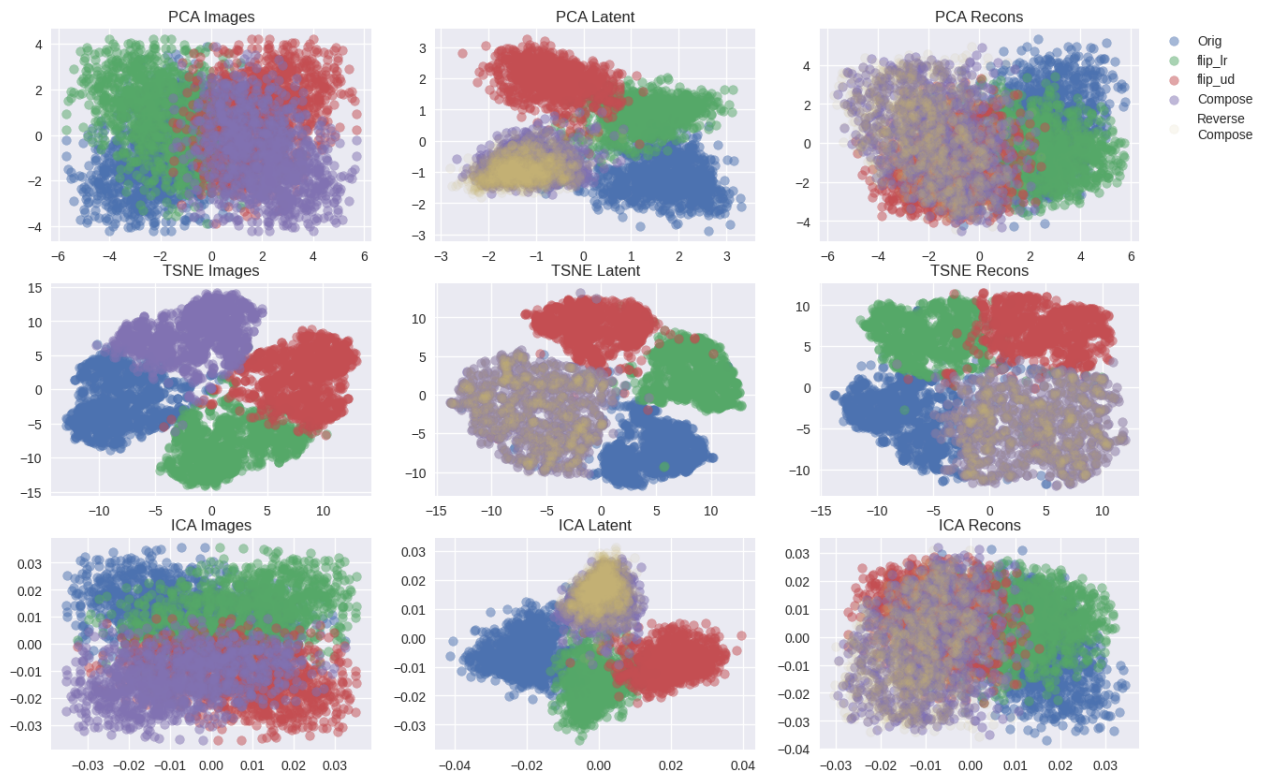 PCA Images
4
2
0
−2
−4
−6 −4 −2 0 2 4 6
PCA Latent
3
2
1
0
−1
−2
−3
−3 −2 −1 0 1 2 3
PCA Recons
4
2
0
−2
−4
−6 −4 −2 0 2 4 6
Orig
flip_lr
flip_ud
Compose
Reverse
Compose
TSNE Images
15
10
5
0
−5
−10
−15
−10 −5 0 5 10
TSNE Latent
10
5
0
−5
−10
−15 −10 −5 0 5 10
TSNE Recons
10
5
0
−5
−10
−15 −10 −5 0 5 10
ICA Images
0.03
0.02
0.01
0.00
−0.01
−0.02
−0.03
−0.03 −0.02 −0.01 0.00 0.01 0.02 0.03
ICA Latent
0.03
0.02
0.01
0.00
−0.01
−0.02
−0.03
−0.04 −0.02 0.00 0.02 0.04
ICA Recons
0.03
0.02
0.01
0.00
−0.01
−0.02
−0.03
−0.04
−0.03 −0.02 −0.01 0.00 0.01 0.02 0.03